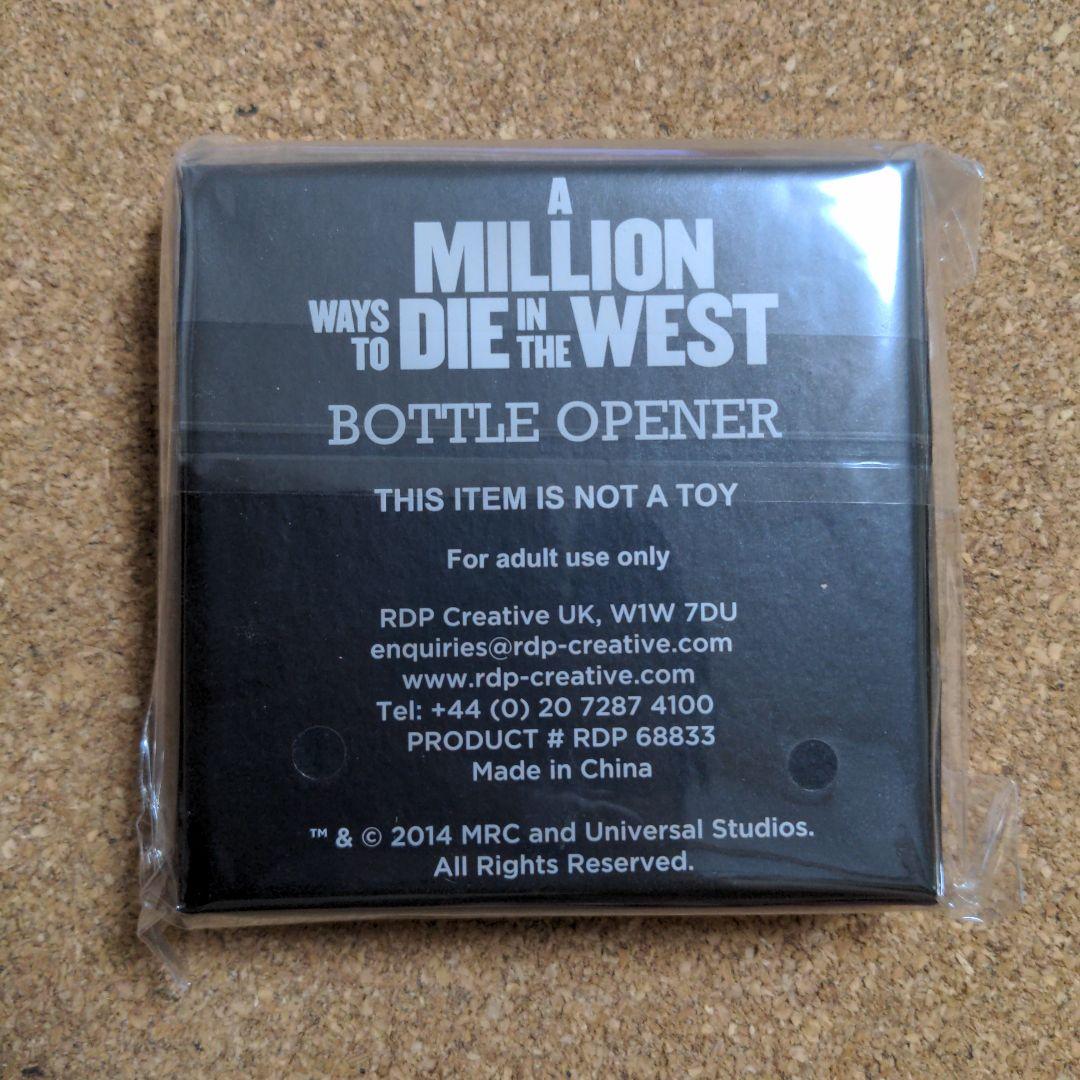 A
MILLION
WAYS TO DIE IN THE WEST
BOTTLE OPENER
THIS ITEM IS NOT A TOY
For adult use only
RDP Creative UK, W1W 7DU
enquiries@rdp-creative.com
www.rdp-creative.com
Tel: +44 (0) 20 7287 4100
PRODUCT # RDP 68833
Made in China
™ & © 2014 MRC and Universal Studios.
All Rights Reserved.